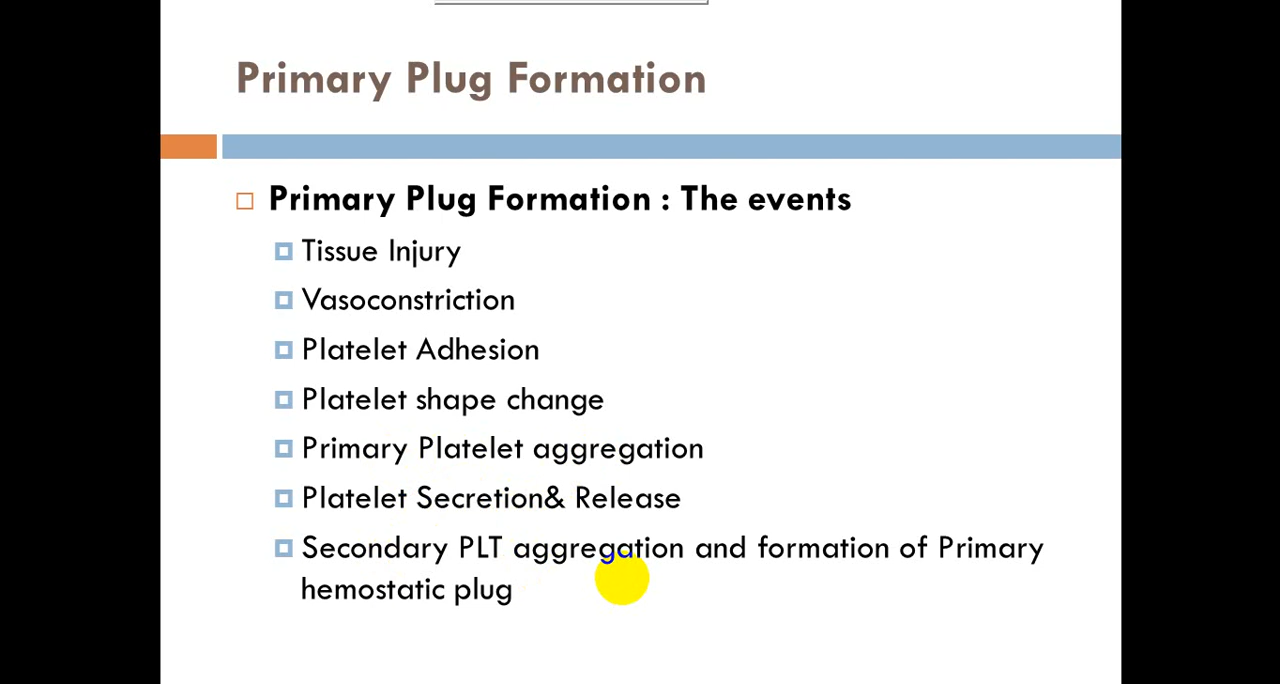 Primary Plug Formation
Primary Plug Formation : The events
Tissue Injury
Vasoconstriction
Platelet Adhesion
Platelet shape change
Primary Platelet aggregation
Platelet Secretion& Release
Secondary PLT aggregation and formation of Primary
hemostatic plug